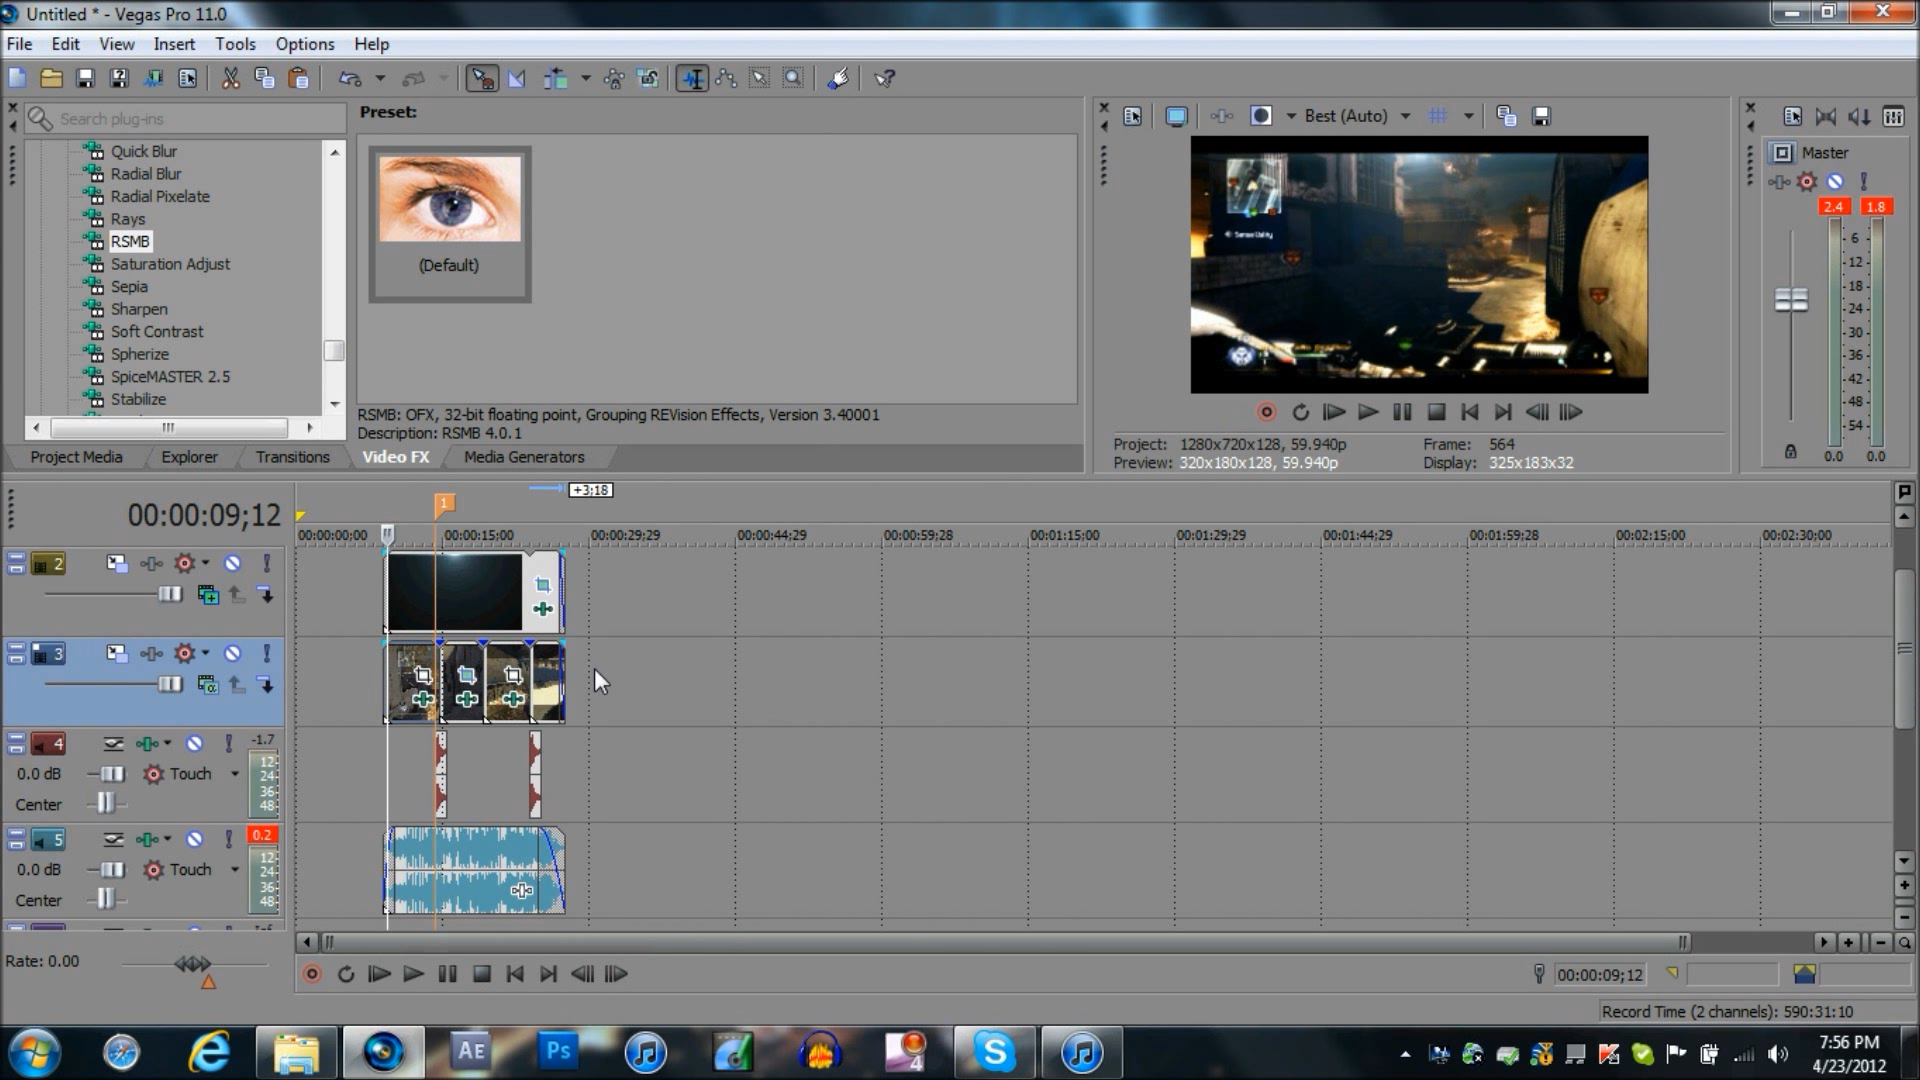 Untitled * - Vegas Pro 11.0
File Edit View Insert Tools Options Help
Search plug-ins
Quick Blur
Radial Blur
Radial Pixelate
Rays
RSMB
Saturation Adjust
Sepia
Sharpen
Soft Contrast
Spherize
SpiceMASTER 2.5
Stabilize
Preset:
(Default)
RSMB: OFX, 32-bit floating point, Grouping REVision Effects, Version 3.40001
Description: RSMB 4.0.1
Project Media Explorer Transitions Video FX Media Generators
Best (Auto)
Project: 1280x720x128, 59.940p Frame: 564
Preview: 320x180x128, 59.940p Display: 325x183x32
Master
2.4 1.8
6
12
18
24
30
36
42
48
54
0.0 0.0
00:00:09;12
1
+3;18
00:00:00;00 00:00:15;00 00:00:29;29 00:00:44;29 00:00:59;28 00:01:15;00 00:01:29;29 00:01:44;29 00:01:59;28 00:02:15;00 00:02:30;00
2
3
4 -1.7
0.0 dB Touch
Center
12
24
36
48
5 0.2
0.0 dB Touch
Center
12
24
36
48
Rate: 0.00
00:00:09;12
Record Time (2 channels): 590:31:10
AE Ps 4
7:56 PM
4/23/2012